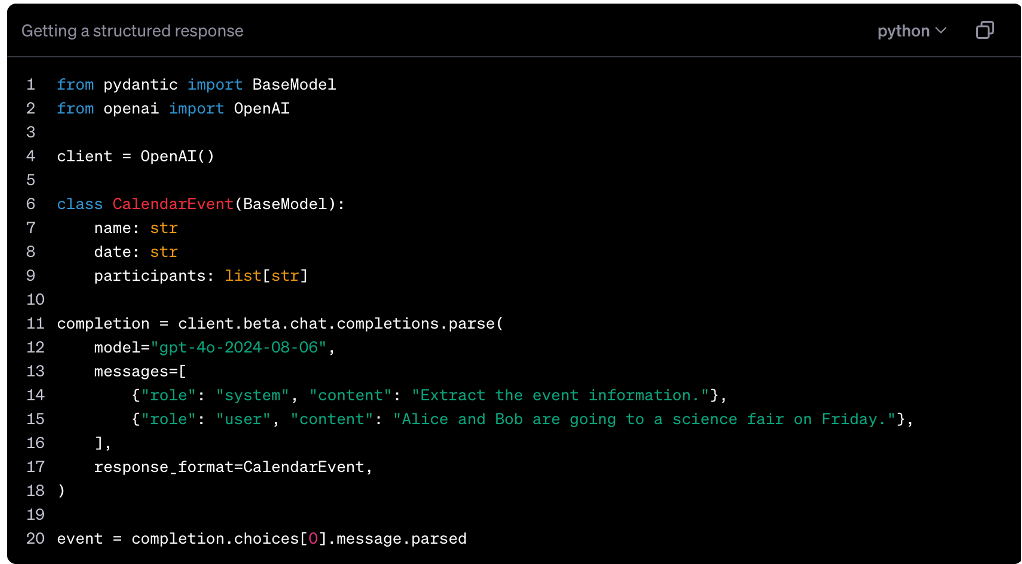 Getting a structured response
python
1 from pydantic import BaseModel
2 from openai import OpenAI
3
4 client = OpenAI()
5
6 class CalendarEvent(BaseModel):
7     name: str
8     date: str
9     participants: list[str]
10
11 completion = client.beta.chat.completions.parse(
12     model="gpt-4o-2024-08-06",
13     messages=[
14         {"role": "system", "content": "Extract the event information."},
15         {"role": "user", "content": "Alice and Bob are going to a science fair on Friday."},
16     ],
17     response_format=CalendarEvent,
18 )
19
20 event = completion.choices[0].message.parsed